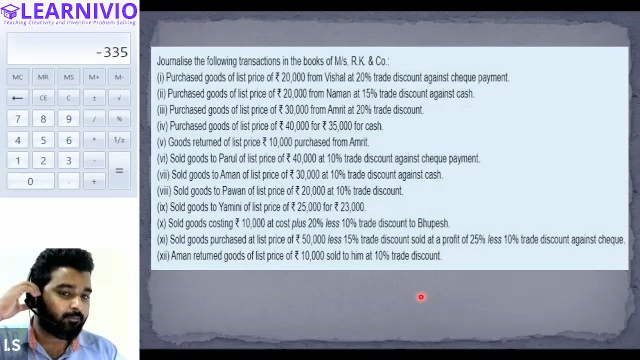 LEARNIVIO
Teaching Creativity and Inventive Problem Solving
-335
MC MR MS M+ M-
← CE C ± √
7 8 9 / %
4 5 6 * 1/x
1 2 3 - =
0 . +
Journalise the following transactions in the books of M/s. R.K. & Co.:
(i) Purchased goods of list price of ₹ 20,000 from Vishal at 20% trade discount against cheque payment.
(ii) Purchased goods of list price of ₹ 20,000 from Naman at 15% trade discount against cash.
(iii) Purchased goods of list price of ₹ 30,000 from Amrit at 20% trade discount.
(iv) Purchased goods of list price of ₹ 40,000 for ₹ 35,000 for cash.
(v) Goods returned of list price ₹ 10,000 purchased from Amrit.
(vi) Sold goods to Parul of list price of ₹ 40,000 at 10% trade discount against cheque payment.
(vii) Sold goods to Aman of list price of ₹ 30,000 at 10% trade discount against cash.
(viii) Sold goods to Pawan of list price of ₹ 20,000 at 10% trade discount.
(ix) Sold goods to Yamini of list price of ₹ 25,000 for ₹ 23,000.
(x) Sold goods costing ₹ 10,000 at cost plus 20% less 10% trade discount to Bhupesh.
(xi) Sold goods purchased at list price of ₹ 50,000 less 15% trade discount sold at a profit of 25% less 10% trade discount against cheque.
(xii) Aman returned goods of list price of ₹ 10,000 sold to him at 10% trade discount.
I.S